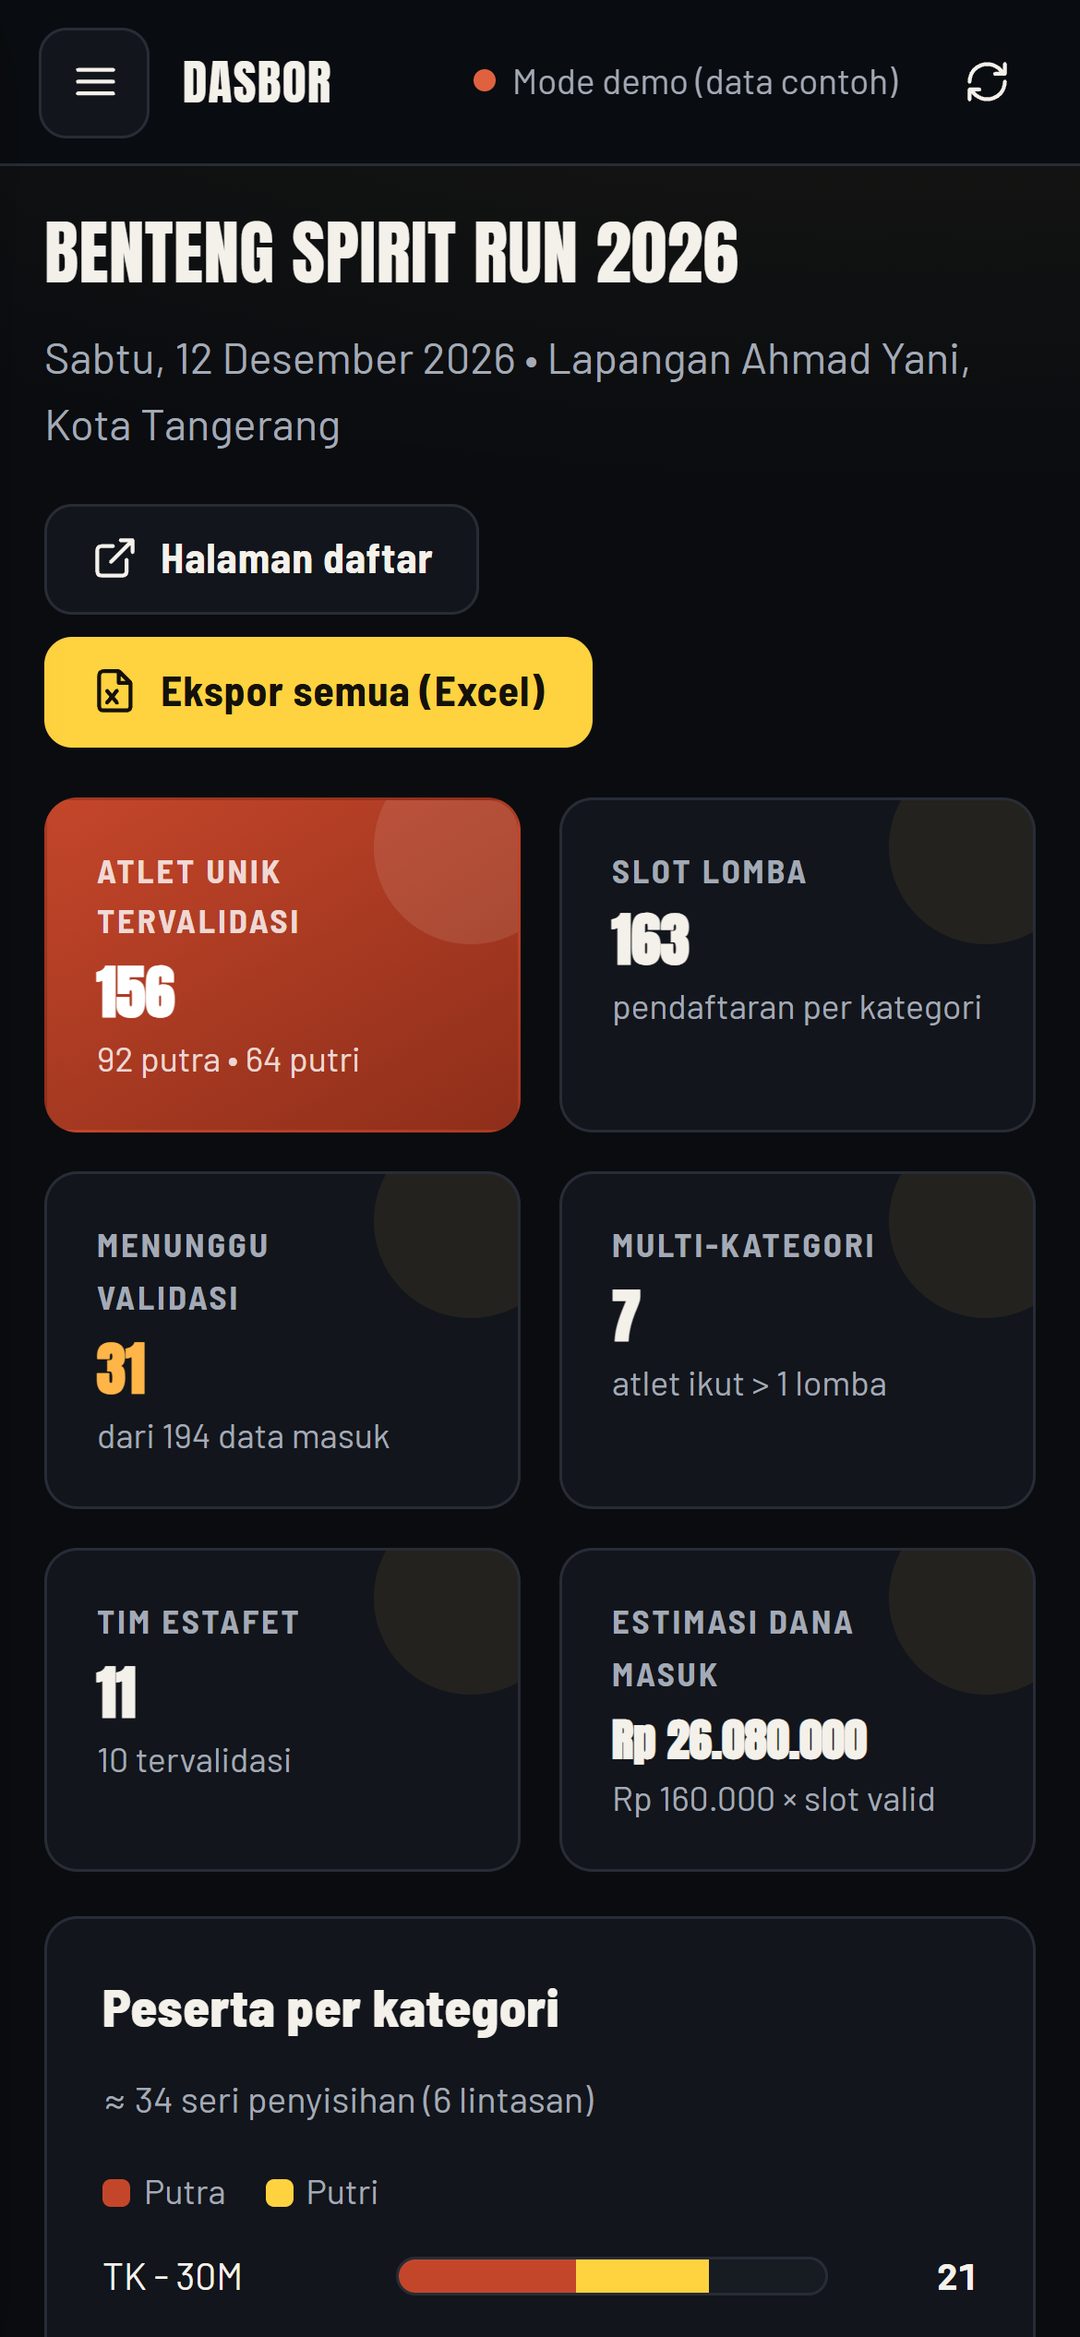 DASBOR
Mode demo (data contoh)
BENTENG SPIRIT RUN 2026
Sabtu, 12 Desember 2026 • Lapangan Ahmad Yani,
Kota Tangerang
Halaman daftar
Ekspor semua (Excel)
ATLET UNIK
TERVALIDASI
156
92 putra • 64 putri
SLOT LOMBA
163
pendaftaran per kategori
MENUNGGU
VALIDASI
31
dari 194 data masuk
MULTI-KATEGORI
7
atlet ikut > 1 lomba
TIM ESTAFET
11
10 tervalidasi
ESTIMASI DANA
MASUK
Rp 26.080.000
Rp 160.000 × slot valid
Peserta per kategori
≈ 34 seri penyisihan (6 lintasan)
Putra
Putri
TK - 30M
21